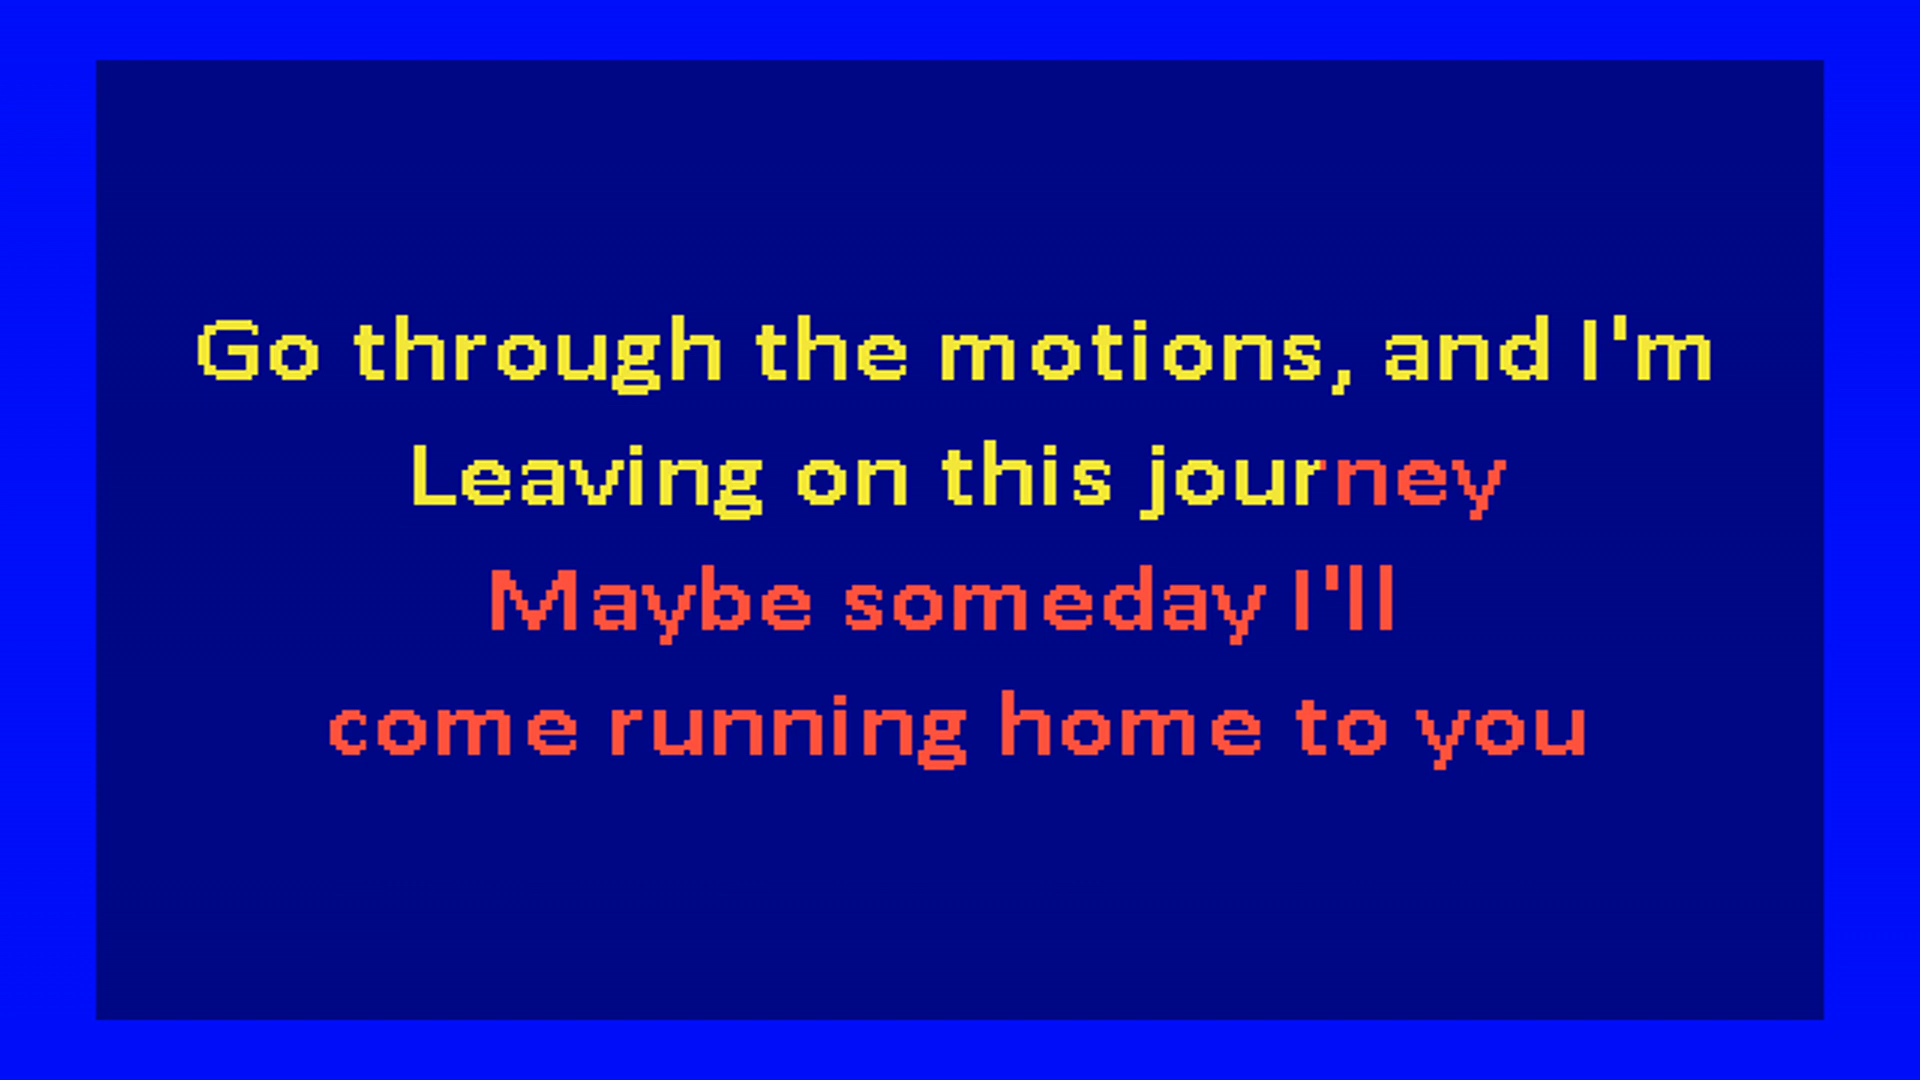 Go through the motions, and I'm
Leaving on this journey
Maybe someday I'll
come running home to you